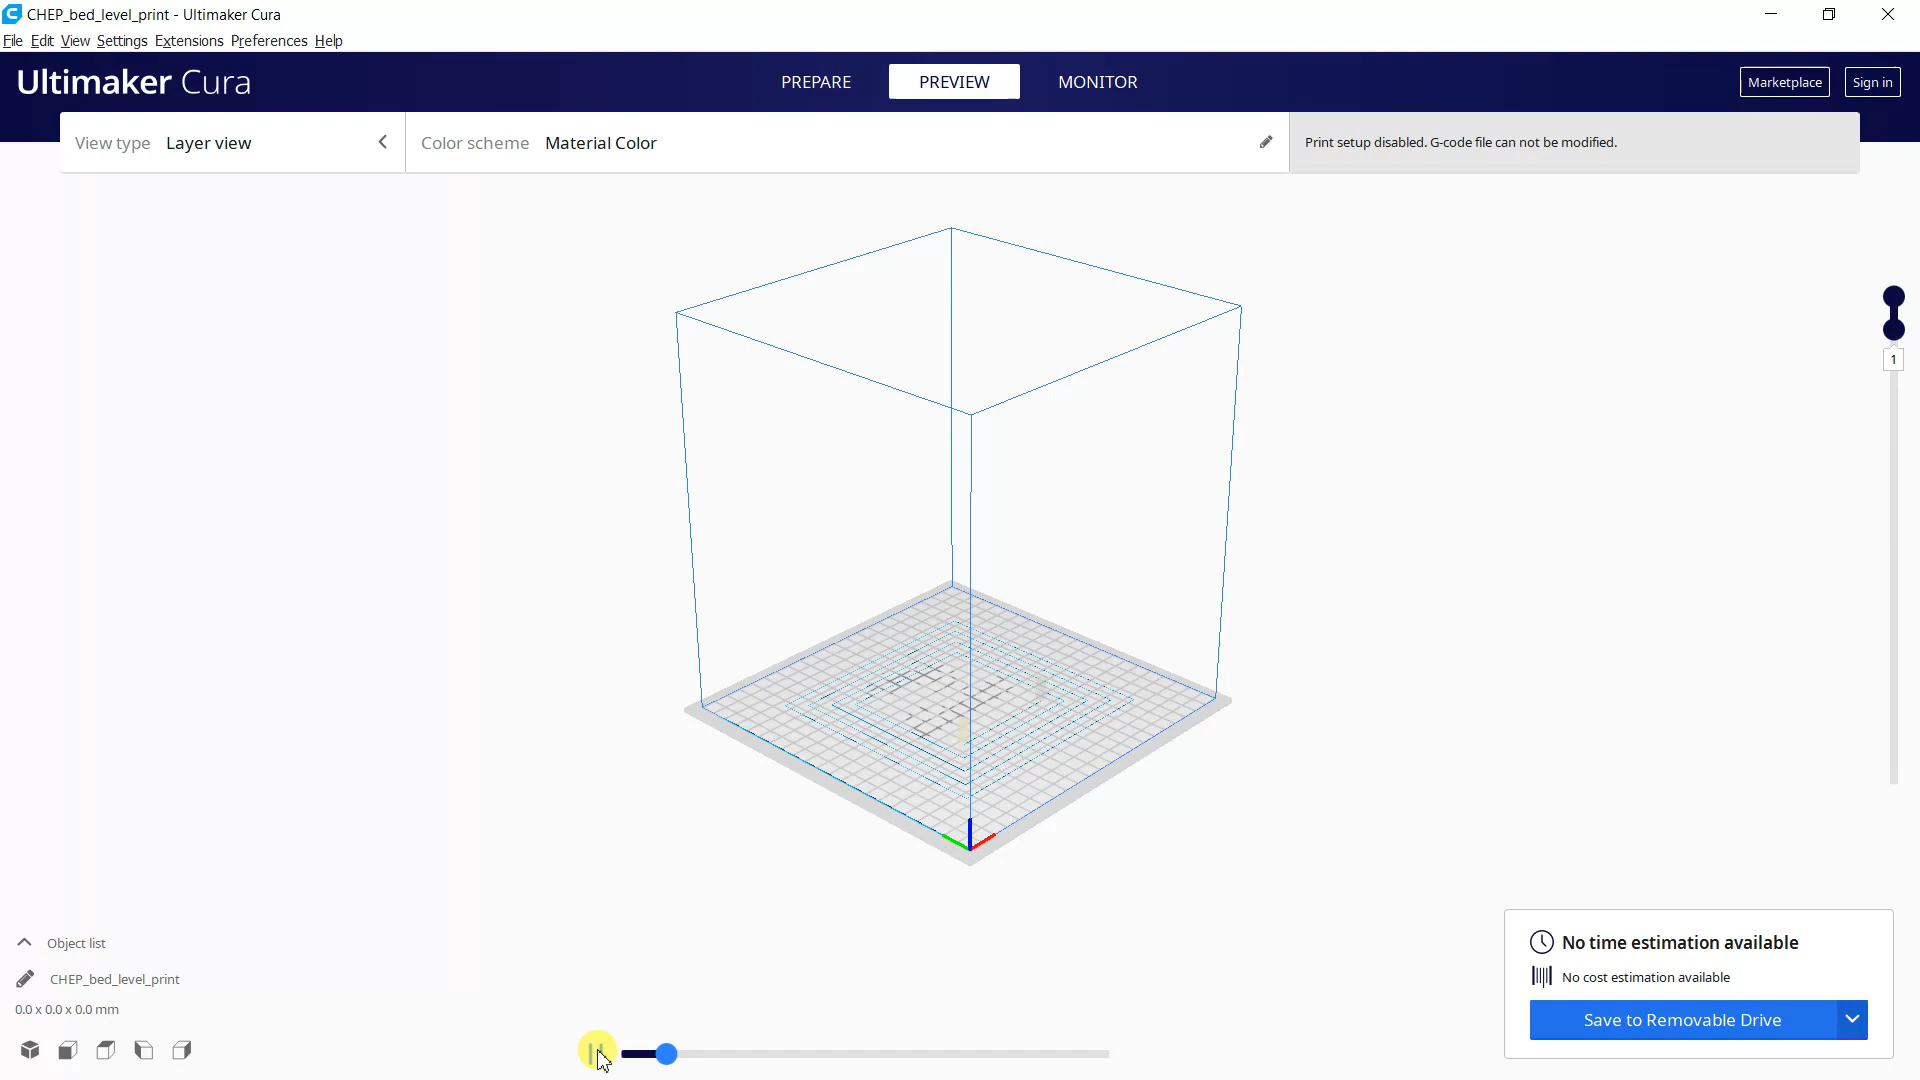 CHEP_bed_level_print - Ultimaker Cura
File Edit View Settings Extensions Preferences Help
Ultimaker Cura
PREPARE
PREVIEW
MONITOR
Marketplace
Sign in
View type Layer view
Color scheme Material Color
Print setup disabled. G-code file can not be modified.
1
Object list
CHEP_bed_level_print
0.0 x 0.0 x 0.0 mm
No time estimation available
No cost estimation available
Save to Removable Drive